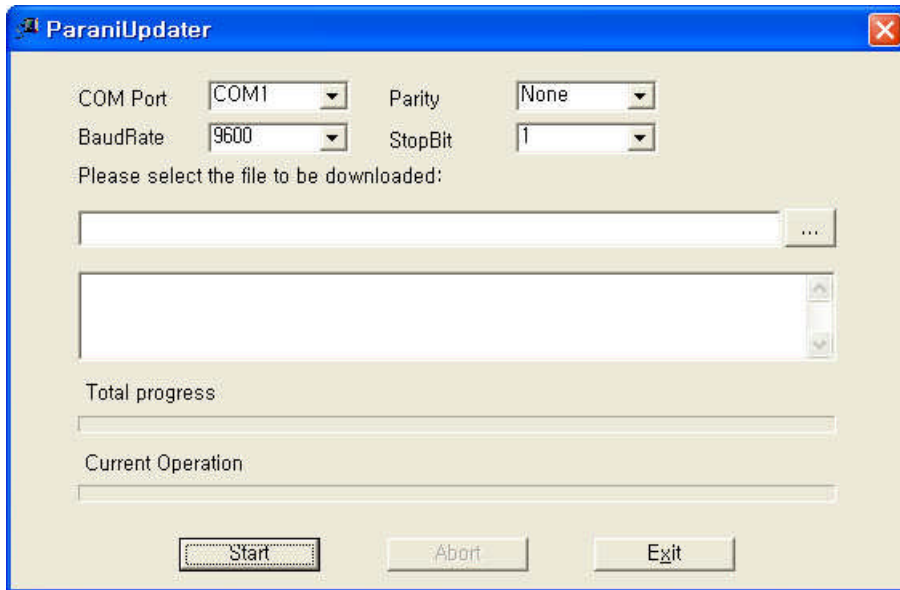 ParaniUpdater
COM Port COM1 Parity None
BaudRate 9600 StopBit 1
Please select the file to be downloaded:
...
Total progress
Current Operation
Start Abort Exit